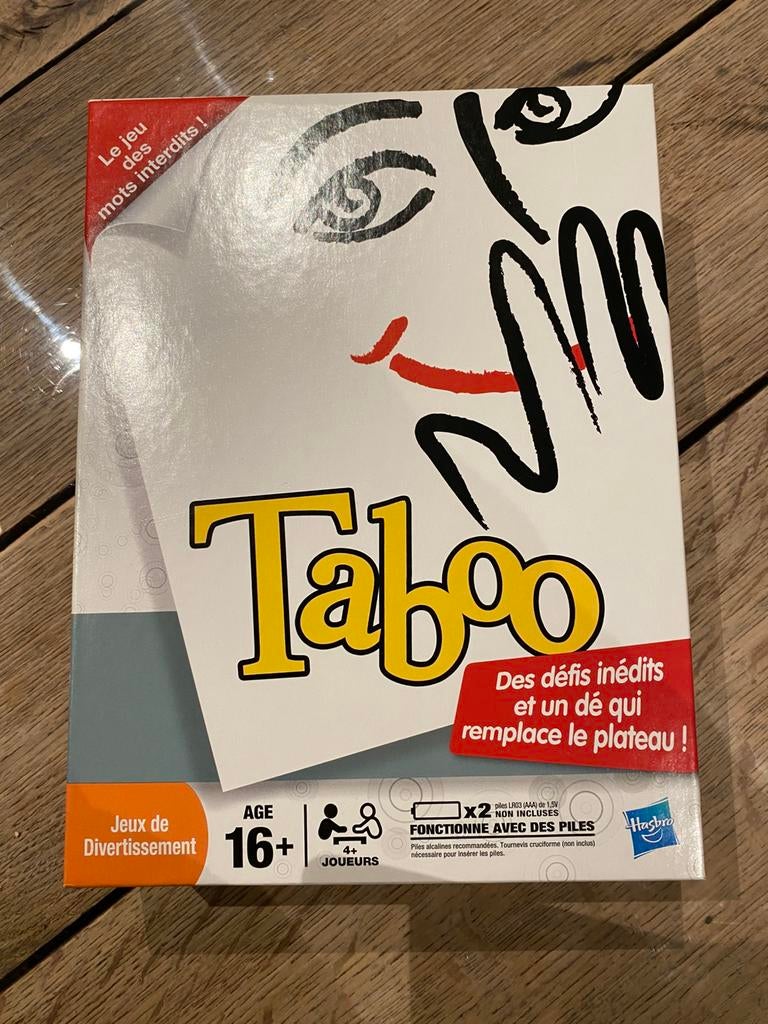 Le jeu
des
mots interdits !
Taboo
Des défis inédits
et un dé qui
remplace le plateau !
Jeux de
Divertissement
AGE
16+
4+
JOUEURS
x2 piles LR03 (AAA) de 1,5V
NON INCLUSES
FONCTIONNE AVEC DES PILES
Piles alcalines recommandées. Tournevis cruciforme (non inclus)
nécessaire pour insérer les piles.
Hasbro